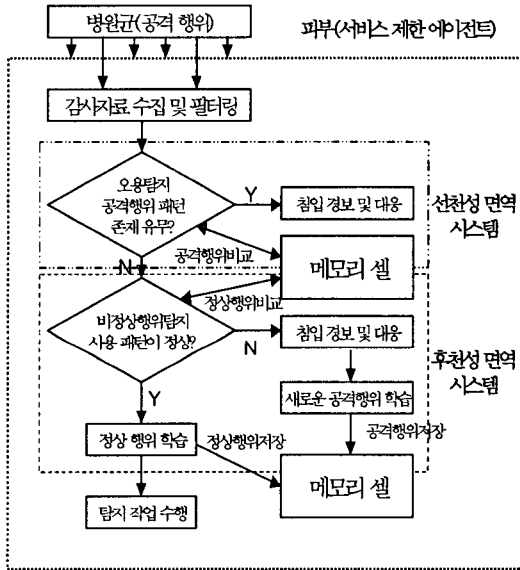 병원균(공격 행위)
피부(서비스 제한 에이전트)
감사자료 수집 및 필터링
오용탐지
공격행위 패턴
존재 유무?
Y
침입 경보 및 대응
선천성 면역
시스템
공격행위비교
메모리 셀
N
정상행위비교
비정상행위탐지
사용 패턴이 정상?
N
침입 경보 및 대응
후천성 면역
시스템
Y
새로운 공격행위 학습
정상 행위 학습
정상행위저장
공격행위저장
메모리 셀
탐지 작업 수행